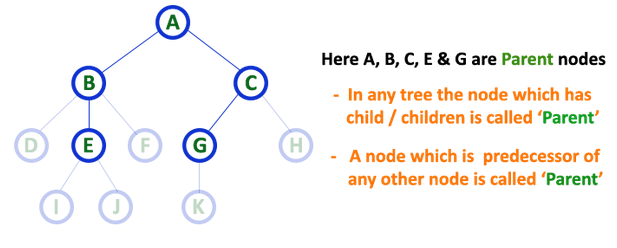 A
B
C
D
E
F
G
H
I
J
K
Here A, B, C, E & G are Parent nodes
- In any tree the node which has
child / children is called ‘Parent’
- A node which is predecessor of
any other node is called ‘Parent’